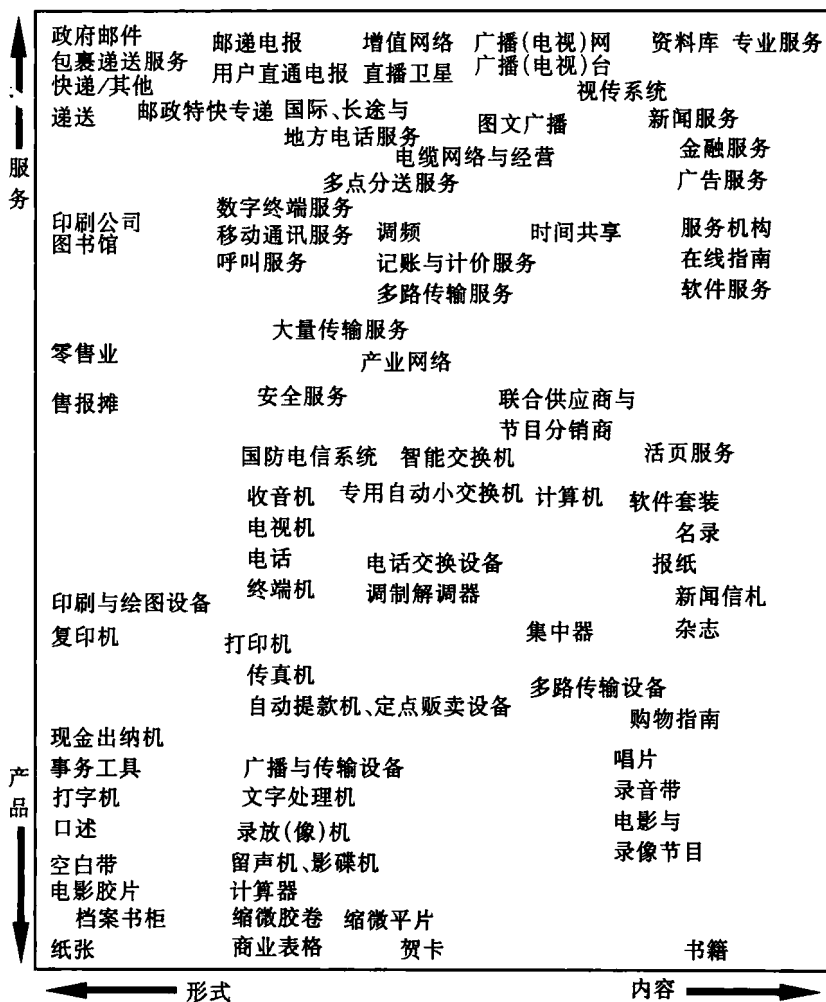 政府邮件 邮递电报 增值网络 广播(电视)网 资料库 专业服务
包裹递送服务 用户直通电报 直播卫星 广播(电视)台
快递/其他 视传系统
递送 邮政特快专递 国际、长途与 图文广播 新闻服务
地方电话服务 金融服务
电缆网络与经营
多点分送服务 广告服务
服务
数字终端服务
印刷公司 移动通讯服务 调频 时间共享 服务机构
图书馆
呼叫服务 记账与计价服务 在线指南
多路传输服务 软件服务
大量传输服务
零售业 产业网络
售报摊 安全服务 联合供应商与
节目分销商
国防电信系统 智能交换机 活页服务
收音机 专用自动小交换机 计算机 软件套装
电视机 名录
电话 电话交换设备 报纸
终端机 调制解调器 新闻信札
印刷与绘图设备
复印机 打印机 集中器 杂志
传真机 多路传输设备
自动提款机、定点贩卖设备 购物指南
现金出纳机
产品
事务工具 广播与传输设备 唱片
打字机 文字处理机 录音带
口述 录放(像)机 电影与
空白带 留声机、影碟机 录像节目
电影胶片 计算器
档案书柜 缩微胶卷 缩微平片
纸张 商业表格 贺卡 书籍
形式 内容